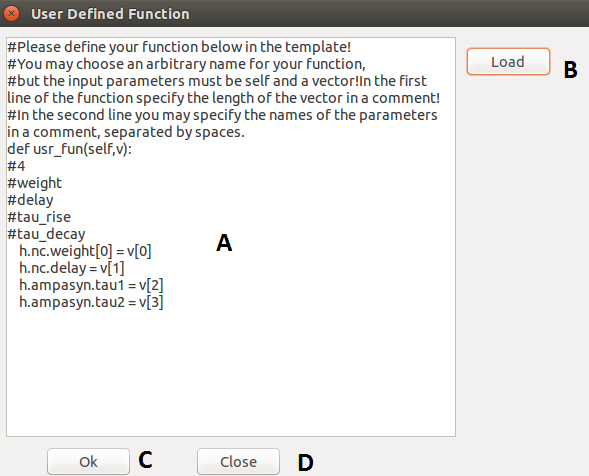 User Defined Function
#Please define your function below in the template!
#You may choose an arbitrary name for your function,
#but the input parameters must be self and a vector!In the first
line of the function specify the length of the vector in a comment!
#In the second line you may specify the names of the parameters
in a comment, separated by spaces.
def usr_fun(self,v):
#4
#weight
#delay
#tau_rise
#tau_decay
h.nc.weight[0] = v[0]
h.nc.delay = v[1]
h.ampasyn.tau1 = v[2]
h.ampasyn.tau2 = v[3]
A
Load
B
Ok
C
Close
D